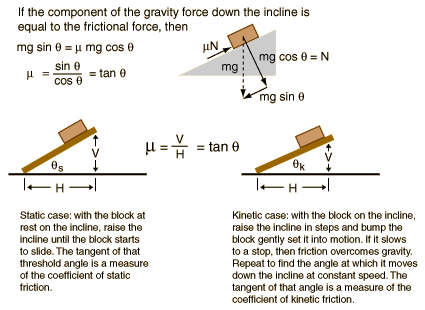 If the component of the gravity force down the incline is
equal to the frictional force, then
mg sin θ = μ mg cos θ
μ = sin θ / cos θ = tan θ
μN
mg cos θ = N
mg
mg sin θ
θs
V
H
μ = V / H = tan θ
θk
V
H
Static case: with the block at
rest on the incline, raise the
incline until the block starts
to slide. The tangent of that
threshold angle is a measure
of the coefficient of static
friction.
Kinetic case: with the block on the incline,
raise the incline in steps and bump the
block gently set it into motion. If it slows
to a stop, then friction overcomes gravity.
Repeat to find the angle at which it moves
down the incline at constant speed. The
tangent of that angle is a measure of the
coefficient of kinetic friction.